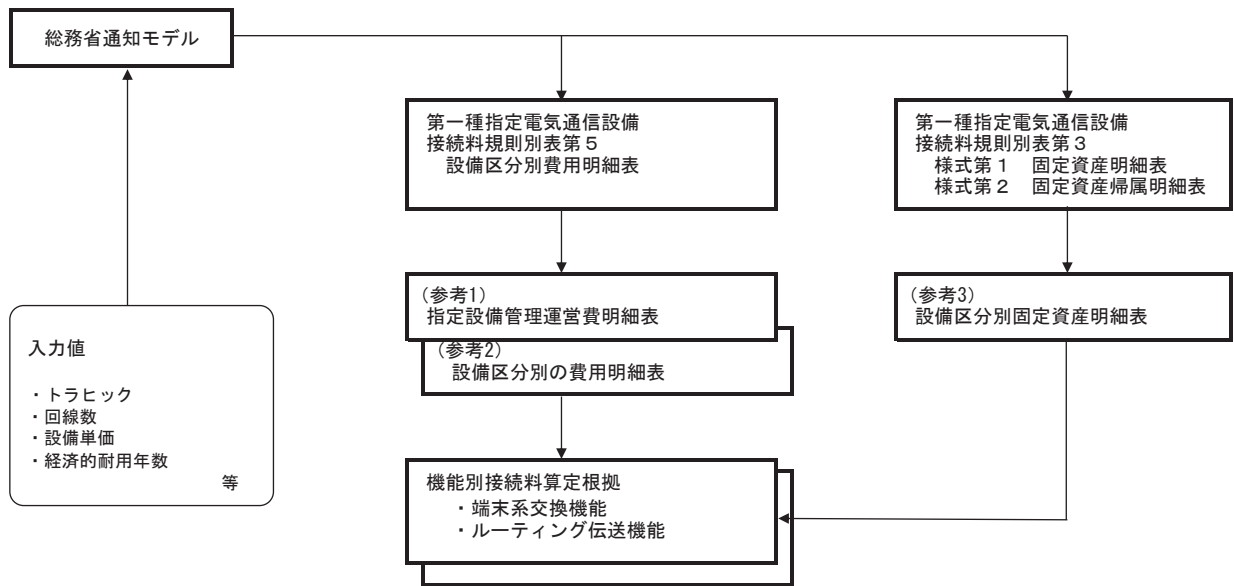 総務省通知モデル
第一種指定電気通信設備
接続料規則別表第５
設備区分別費用明細表
第一種指定電気通信設備
接続料規則別表第３
様式第１　固定資産明細表
様式第２　固定資産帰属明細表
(参考1)
指定設備管理運営費明細表
(参考2)
設備区分別の費用明細表
(参考3)
設備区分別固定資産明細表
入力値
・トラヒック
・回線数
・設備単価
・経済的耐用年数
等
機能別接続料算定根拠
・端末系交換機能
・ルーティング伝送機能